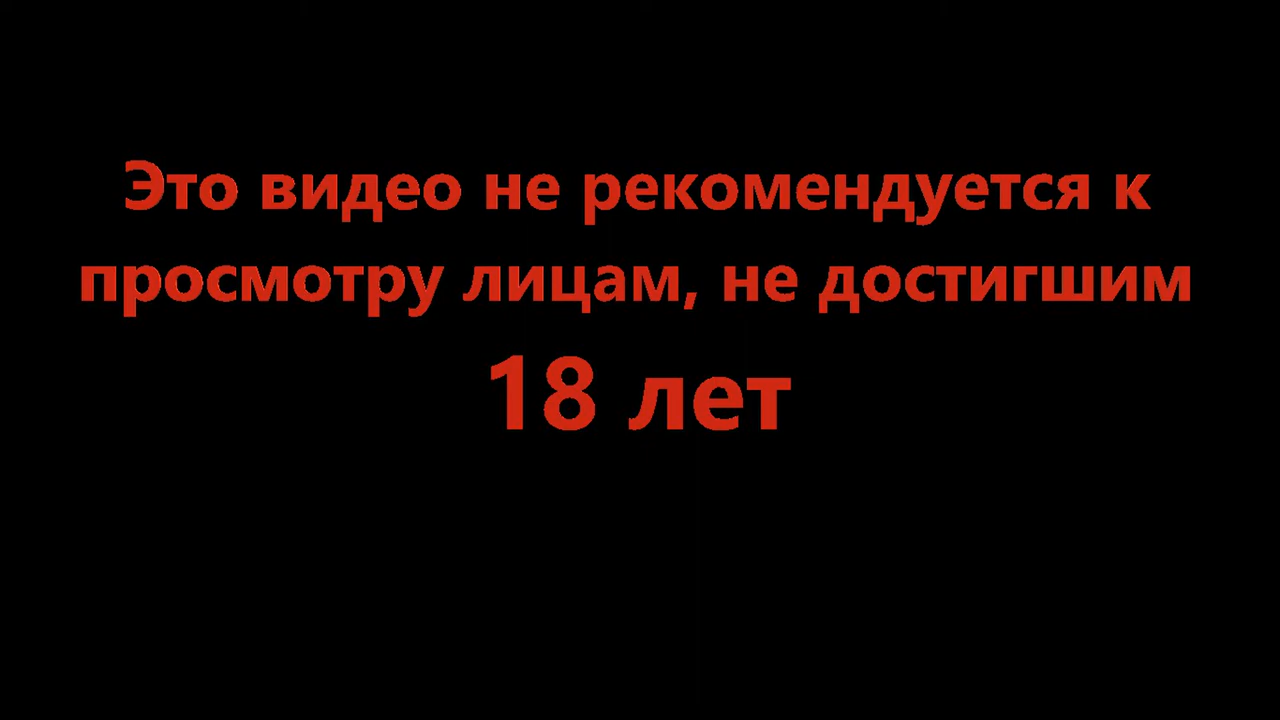 Это видео не рекомендуется к
просмотру лицам, не достигшим
18 лет